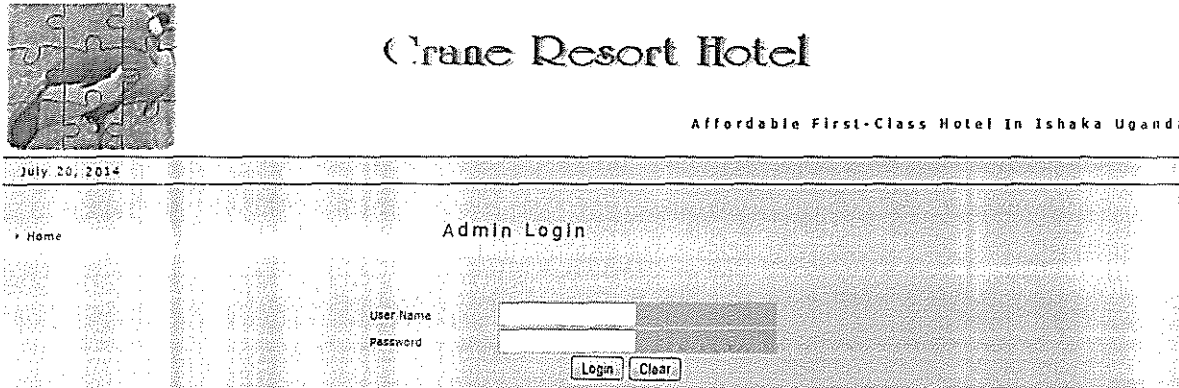 Crane Resort Hotel
Affordable First-Class Hotel In Ishaka Uganda
July 20, 2014
Home
Admin Login
User Name
Password
Login Clear